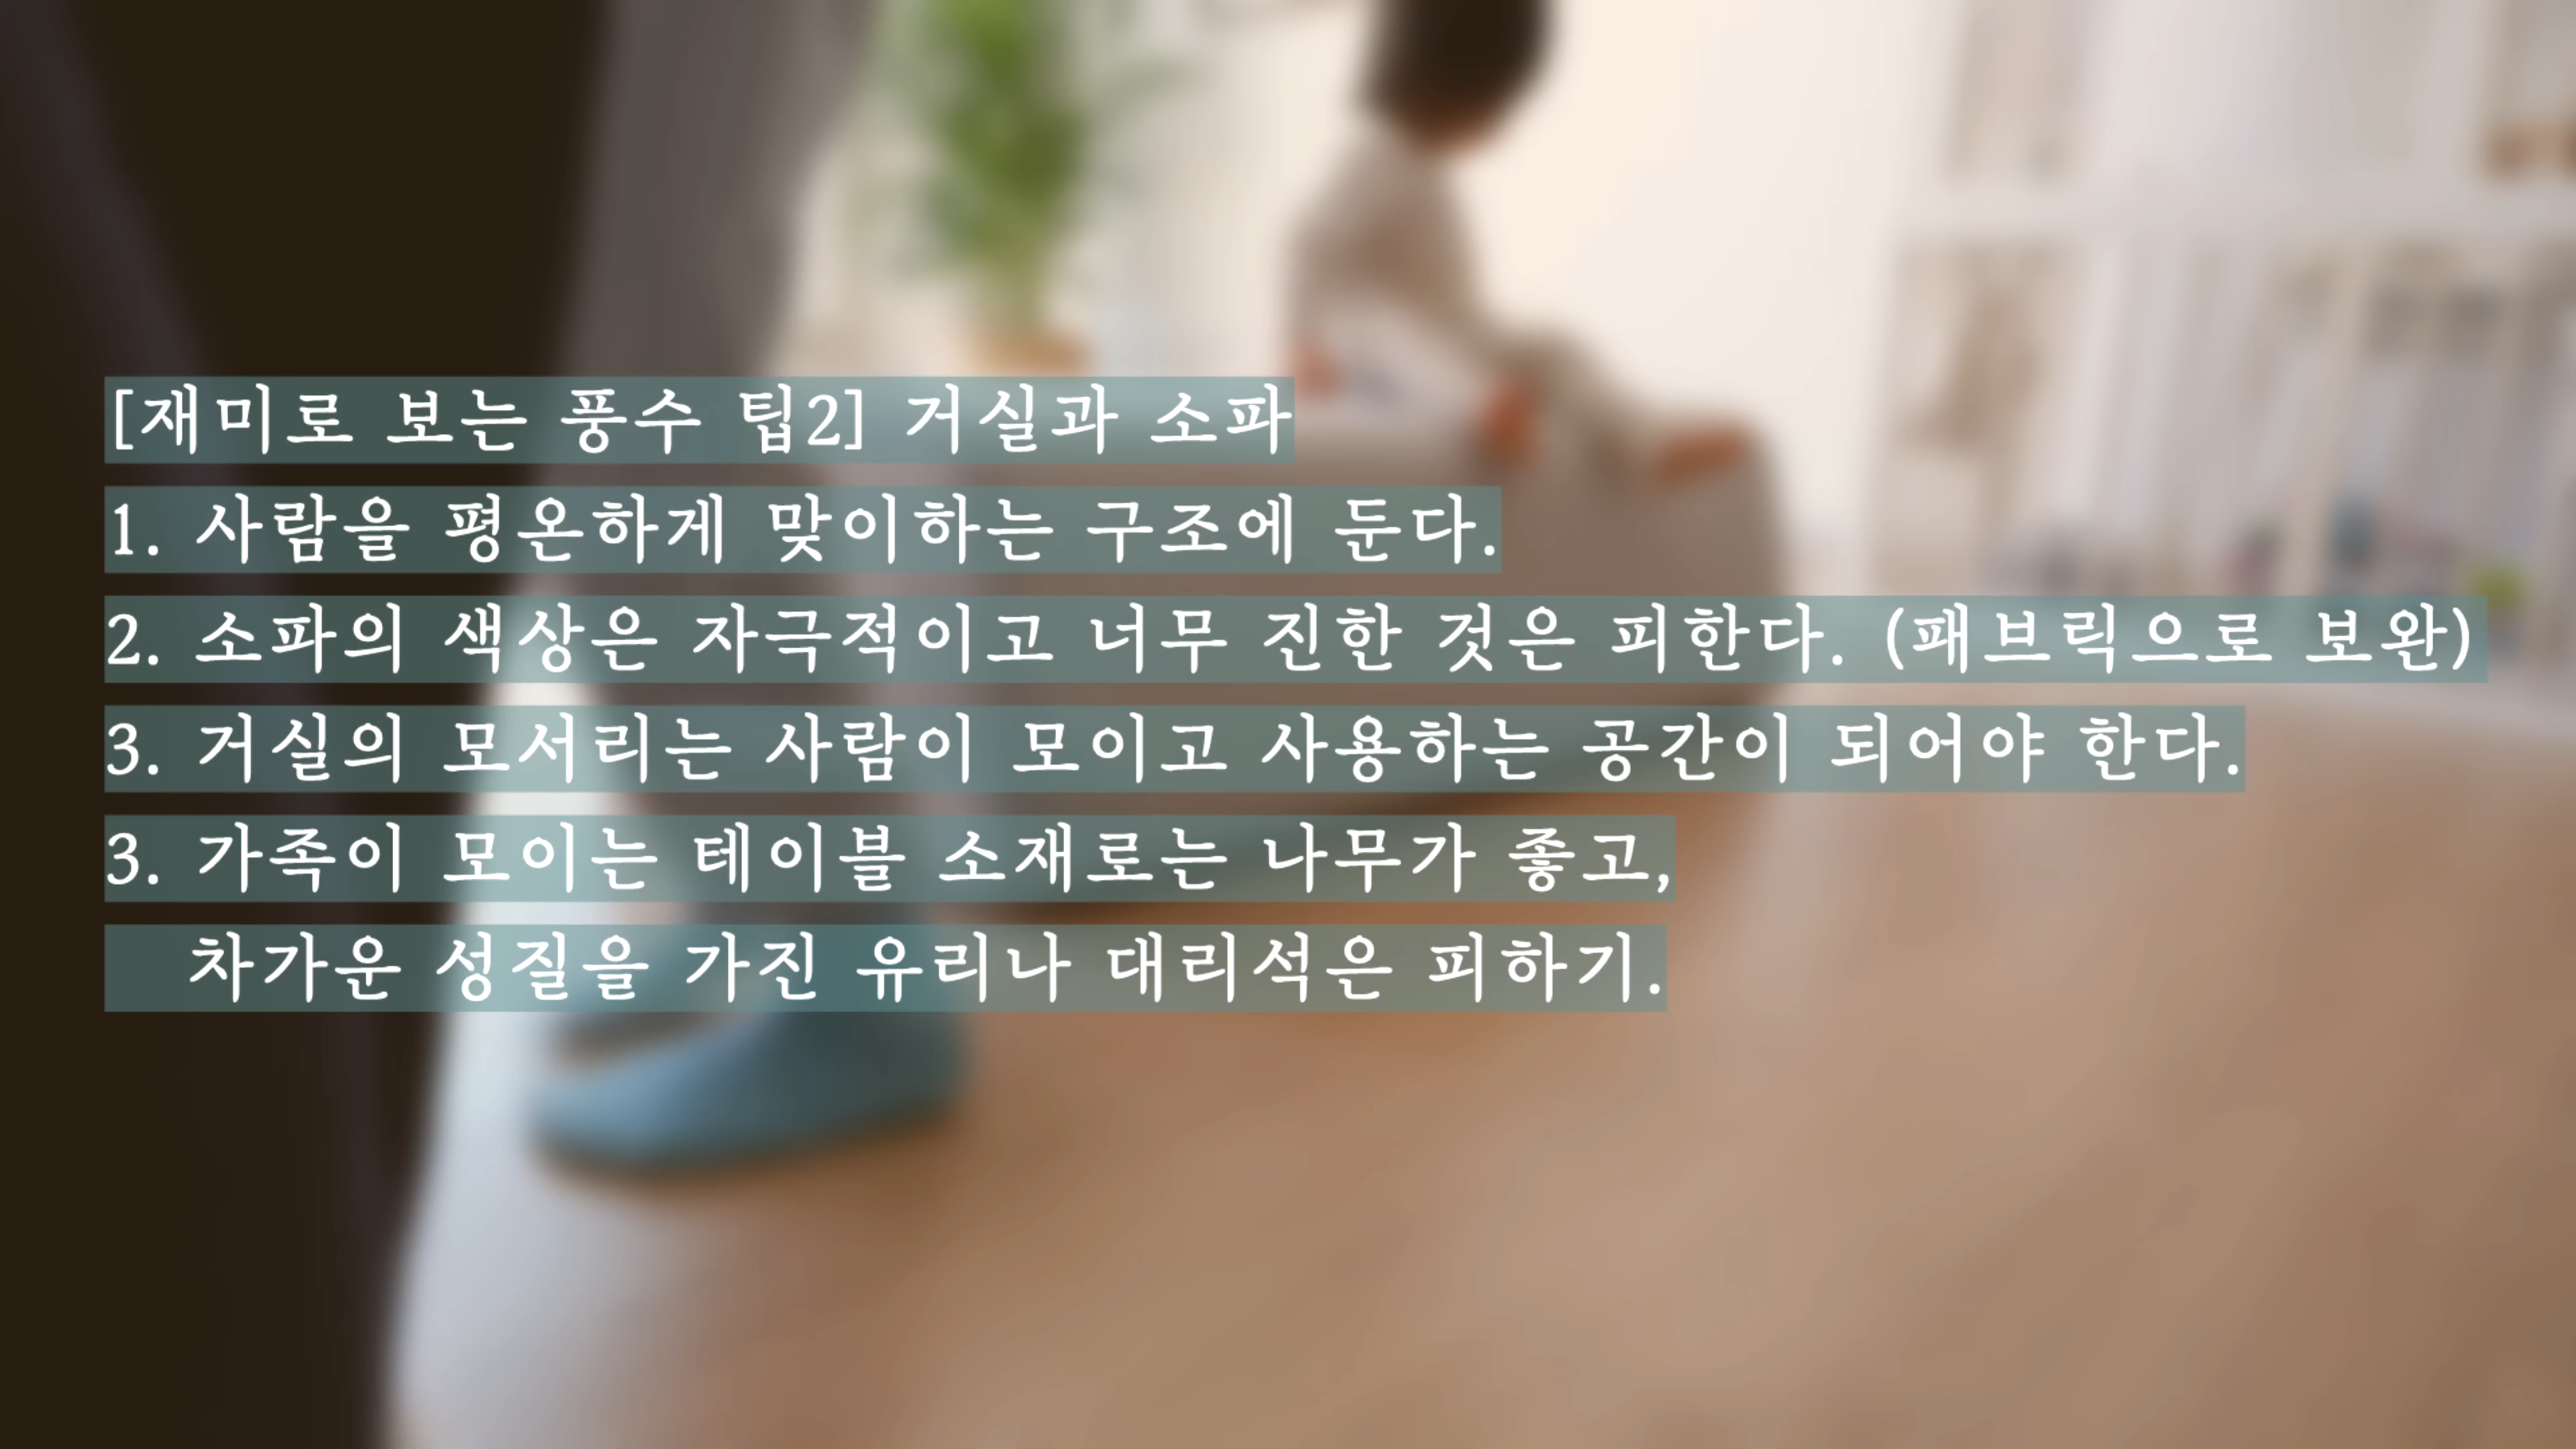 [재미로 보는 풍수 팁2] 거실과 소파
1. 사람을 평온하게 맞이하는 구조에 둔다.
2. 소파의 색상은 자극적이고 너무 진한 것은 피한다. (패브릭으로 보완)
3. 거실의 모서리는 사람이 모이고 사용하는 공간이 되어야 한다.
3. 가족이 모이는 테이블 소재로는 나무가 좋고,
차가운 성질을 가진 유리나 대리석은 피하기.